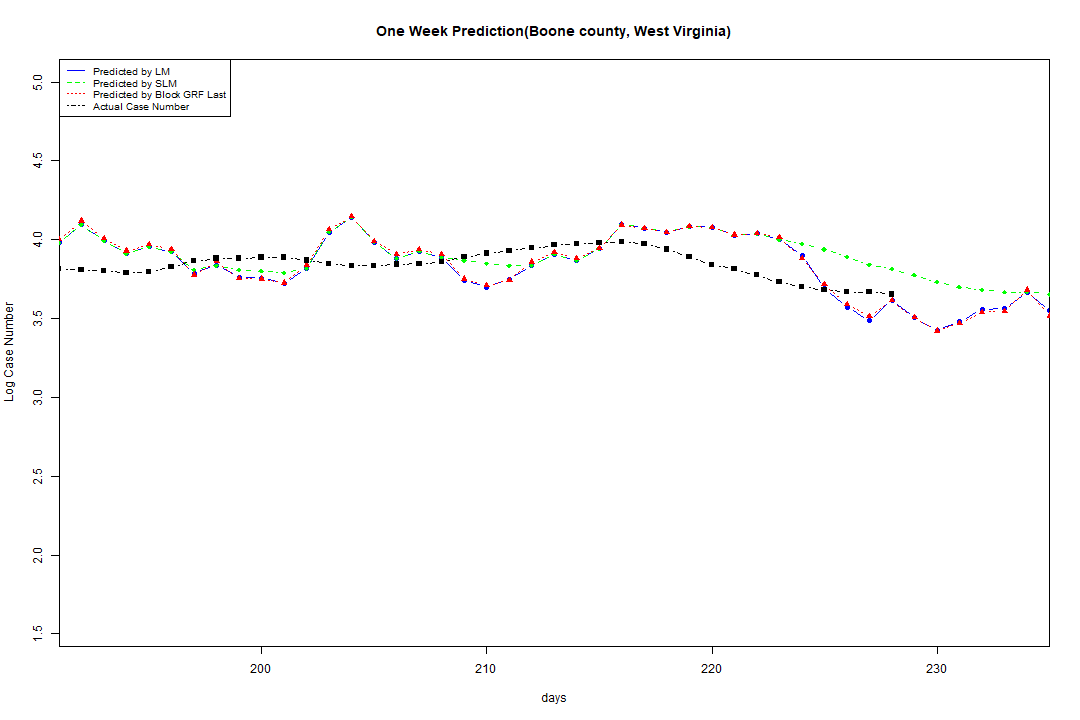 One Week Prediction(Boone county, West Virginia)
Predicted by LM
Predicted by SLM
Predicted by Block GRF Last
Actual Case Number
5.0
4.5
4.0
3.5
3.0
2.5
2.0
1.5
Log Case Number
200 210 220 230
days